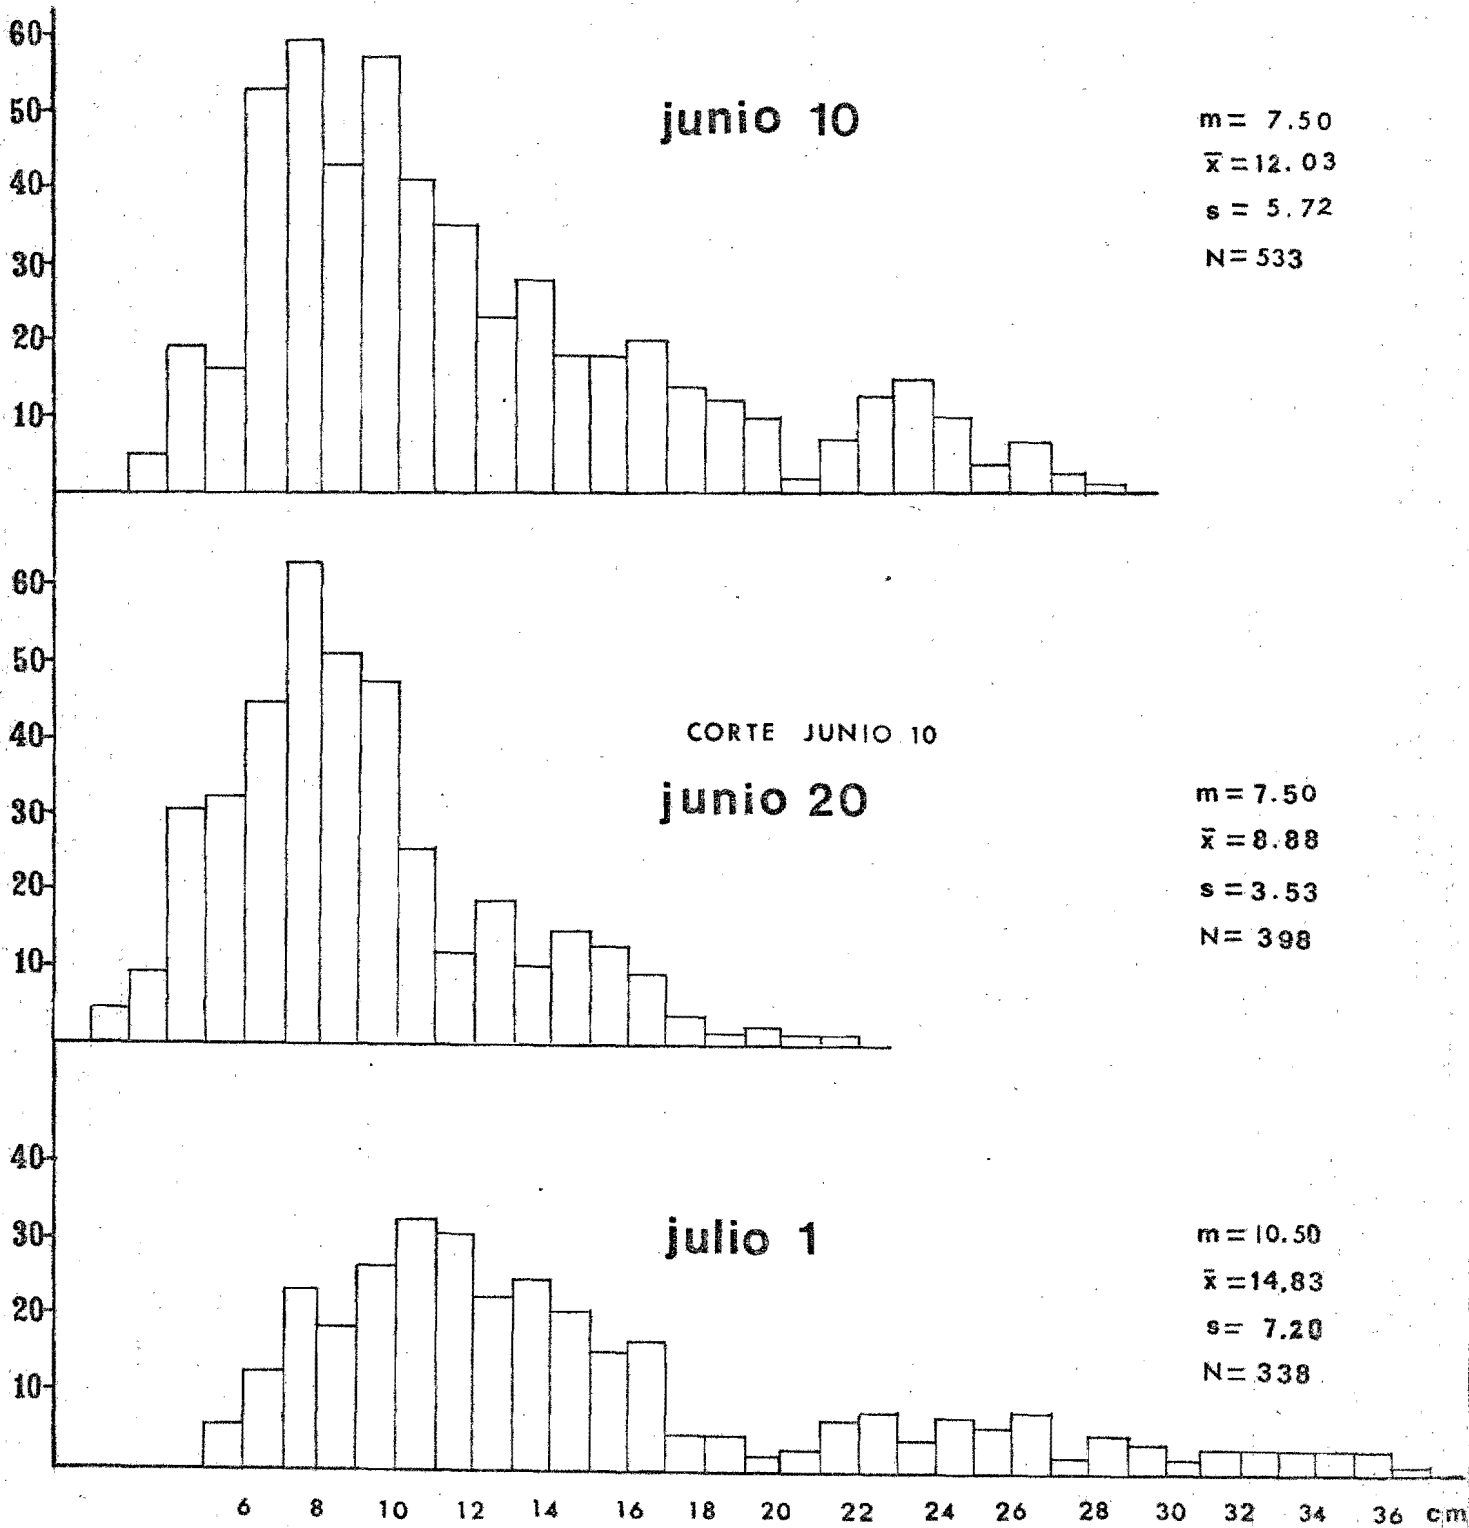 60
50
40
30
20
10
junio 10
m = 7.50
x̄ = 12.03
s = 5.72
N = 533
60
50
40
30
20
10
CORTE JUNIO 10
junio 20
m = 7.50
x̄ = 8.88
s = 3.53
N = 398
40
30
20
10
julio 1
m = 10.50
x̄ = 14,83
s = 7.20
N = 338
6 8 10 12 14 16 18 20 22 24 26 28 30 32 34 36 cm